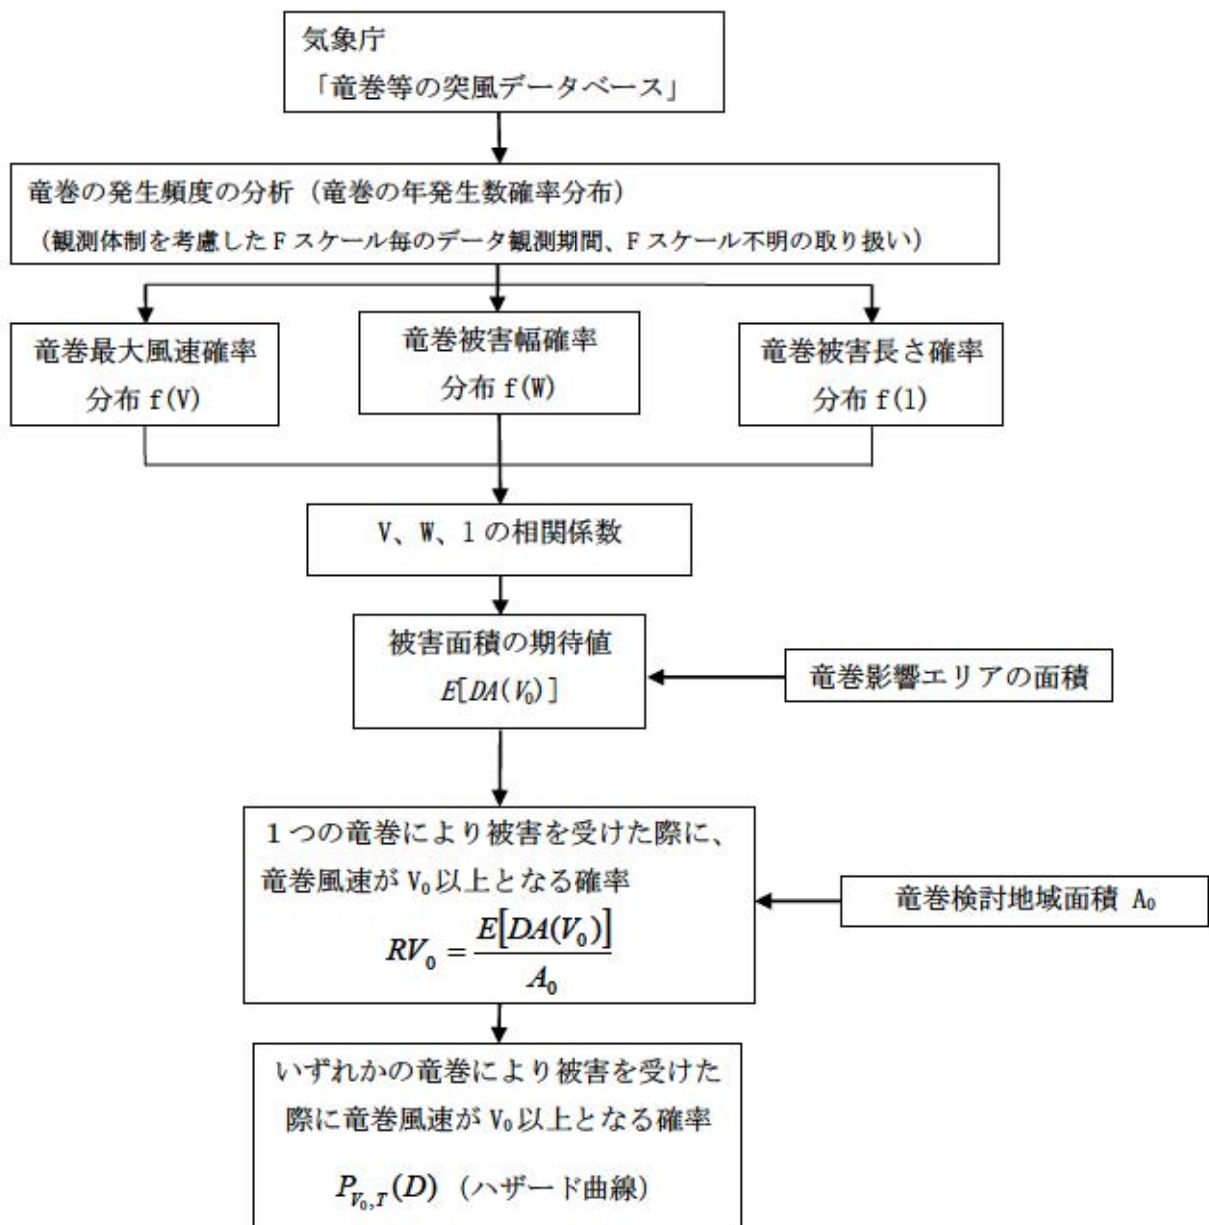 気象庁
「竜巻等の突風データベース」
竜巻の発生頻度の分析（竜巻の年発生数確率分布）
（観測体制を考慮したFスケール毎のデータ観測期間、Fスケール不明の取り扱い）
竜巻最大風速確率
分布 f(V)
竜巻被害幅確率
分布 f(W)
竜巻被害長さ確率
分布 f(l)
V、W、l の相関係数
被害面積の期待値
E[DA(V₀)]
竜巻影響エリアの面積
１つの竜巻により被害を受けた際に、
竜巻風速が V₀以上となる確率
RV₀ = E[DA(V₀)] / A₀
竜巻検討地域面積 A₀
いずれかの竜巻により被害を受けた
際に竜巻風速が V₀以上となる確率
P_{V₀,T}(D)（ハザード曲線）